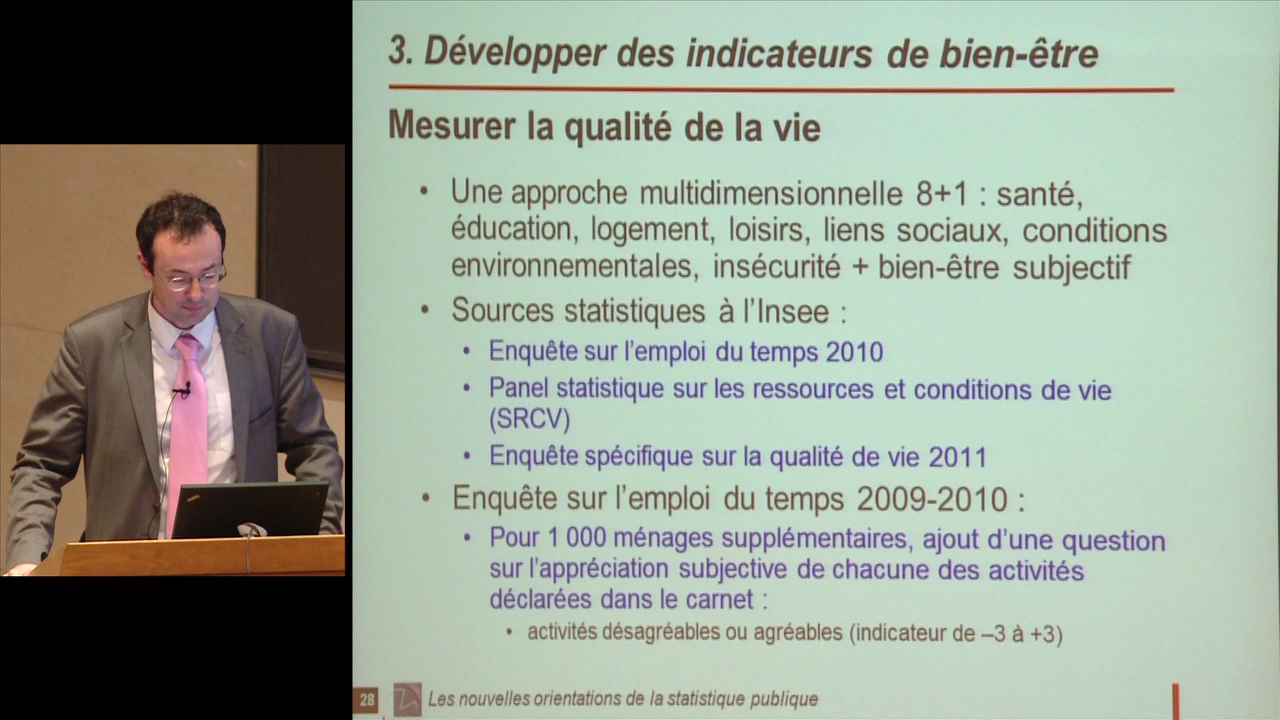 3. Développer des indicateurs de bien-être
Mesurer la qualité de la vie
• Une approche multidimensionnelle 8+1 : santé,
éducation, logement, loisirs, liens sociaux, conditions
environnementales, insécurité + bien-être subjectif
• Sources statistiques à l'Insee :
• Enquête sur l'emploi du temps 2010
• Panel statistique sur les ressources et conditions de vie
(SRCV)
• Enquête spécifique sur la qualité de vie 2011
• Enquête sur l'emploi du temps 2009-2010 :
• Pour 1 000 ménages supplémentaires, ajout d'une question
sur l'appréciation subjective de chacune des activités
déclarées dans le carnet :
• activités désagréables ou agréables (indicateur de –3 à +3)
28 Les nouvelles orientations de la statistique publique